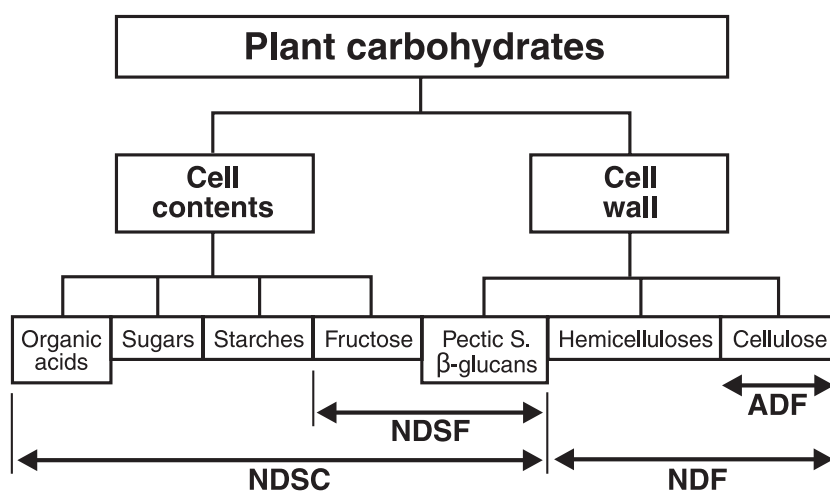 Plant carbohydrates
Cell
contents
Cell
wall
Organic
acids
Sugars
Starches
Fructose
Pectic S.
β-glucans
Hemicelluloses
Cellulose
ADF
NDSF
NDSC
NDF